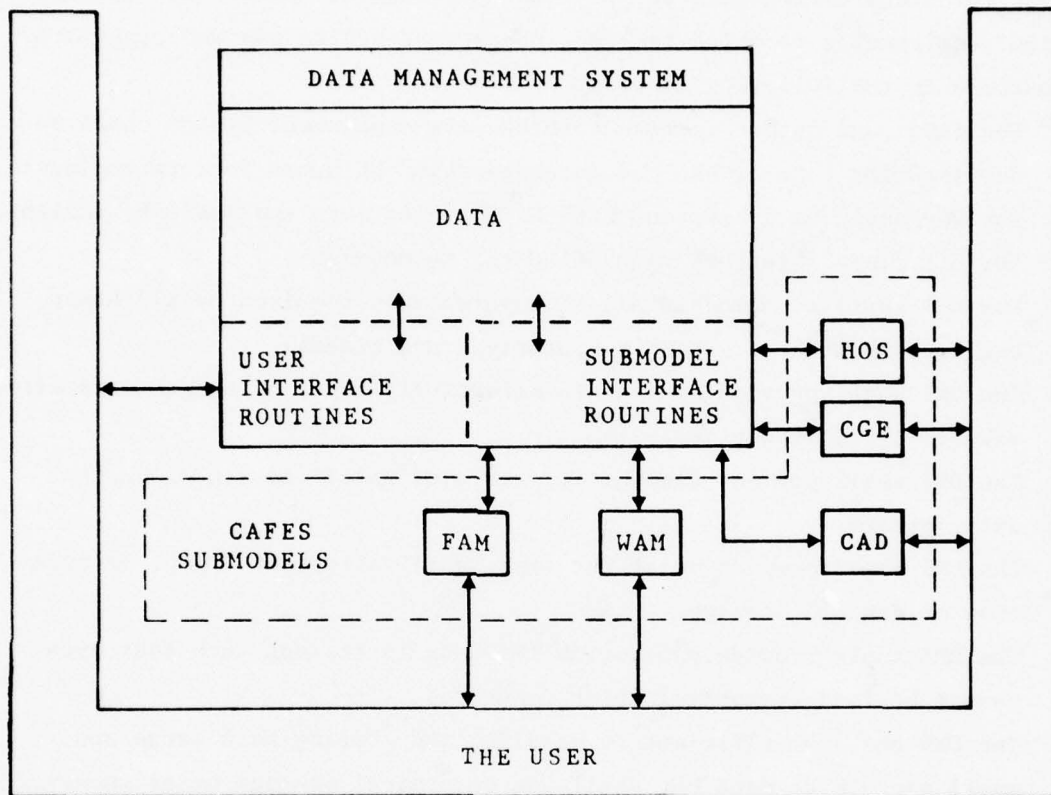 DATA MANAGEMENT SYSTEM
DATA
USER
INTERFACE
ROUTINES
SUBMODEL
INTERFACE
ROUTINES
HOS
CGE
CAFES
SUBMODELS
FAM
WAM
CAD
THE USER